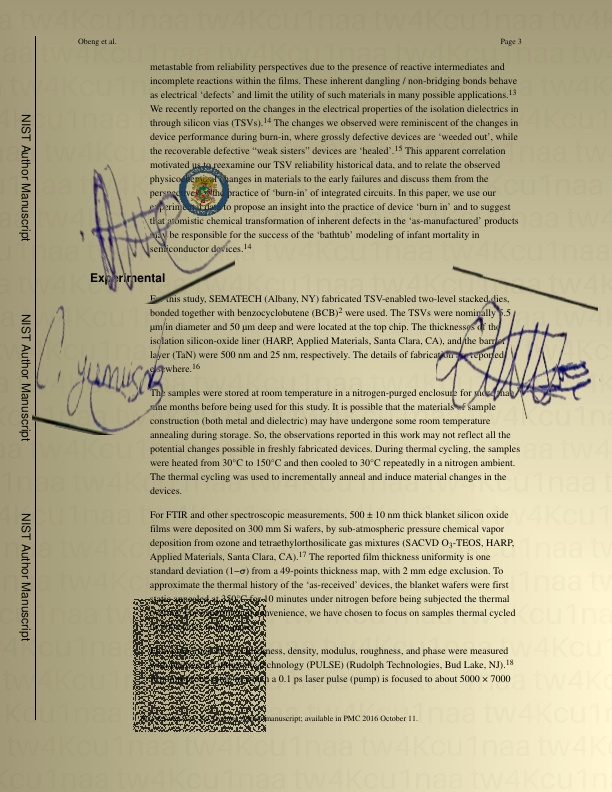 Obeng et al.
Page 3
metastable from reliability perspectives due to the presence of reactive intermediates and
incomplete reactions within the films. These inherent dangling / non-bridging bonds behave
as electrical ‘defects’ and limit the utility of such materials in many possible applications.13
We recently reported on the changes in the electrical properties of the isolation dielectrics in
through silicon vias (TSVs).14 The changes we observed were reminiscent of the changes in
device performance during burn-in, where grossly defective devices are ‘weeded out’, while
the recoverable defective “weak sisters” devices are ‘healed’.15 This apparent correlation
motivated us to reexamine our TSV reliability historical data, and to relate the observed
changes in materials to the early failures and discuss them from the
practice of ‘burn-in’ of integrated circuits. In this paper, we use our
experimental data to propose an insight into the practice of device ‘burn in’ and to suggest
that atomistic chemical transformation of inherent defects in the ‘as-manufactured’ products
may be responsible for the success of the ‘bathtub’ modeling of infant mortality in
semiconductor devices.14
Experimental
For this study, SEMATECH (Albany, NY) fabricated TSV-enabled two-level stacked dies,
bonded together with benzocyclobutene (BCB)2 were used. The TSVs were nominally 5.5
μm in diameter and 50 μm deep and were located at the top chip. The thicknesses of the
isolation silicon-oxide liner (HARP, Applied Materials, Santa Clara, CA), and the barrier
layer (TaN) were 500 nm and 25 nm, respectively. The details of fabrication are reported
elsewhere.16
The samples were stored at room temperature in a nitrogen-purged enclosure for more than
nine months before being used for this study. It is possible that the materials of sample
construction (both metal and dielectric) may have undergone some room temperature
annealing during storage. So, the observations reported in this work may not reflect all the
potential changes possible in freshly fabricated devices. During thermal cycling, the samples
were heated from 30°C to 150°C and then cooled to 30°C repeatedly in a nitrogen ambient.
The thermal cycling was used to incrementally anneal and induce material changes in the
devices.
For FTIR and other spectroscopic measurements, 500 ± 10 nm thick blanket silicon oxide
films were deposited on 300 mm Si wafers, by sub-atmospheric pressure chemical vapor
deposition from ozone and tetraethylorthosilicate gas mixtures (SACVD O3-TEOS, HARP,
Applied Materials, Santa Clara, CA).17 The reported film thickness uniformity is one
standard deviation (1−σ) from a 49-points thickness map, with 2 mm edge exclusion. To
approximate the thermal history of the ‘as-received’ devices, the blanket wafers were first
static annealed at 350°C for 10 minutes under nitrogen before being subjected the thermal
convenience, we have chosen to focus on samples thermal cycled
density, modulus, roughness, and phase were measured
(PULSE) (Rudolph Technologies, Bud Lake, NJ).18
a 0.1 ps laser pulse (pump) is focused to about 5000 × 7000
manuscript; available in PMC 2016 October 11.
NIST Author Manuscript
NIST Author Manuscript
NIST Author Manuscript